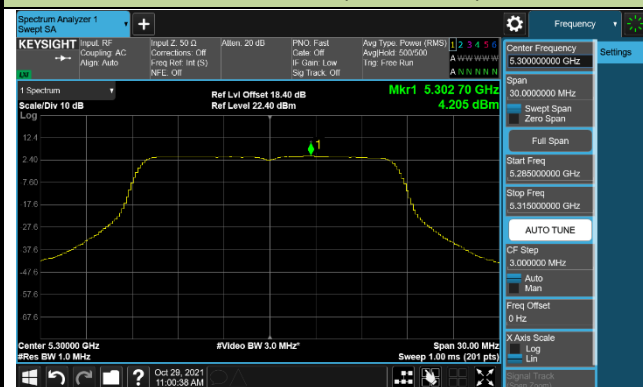 Spectrum Analyzer 1
Swept SA
Frequency
KEYSIGHT
Input: RF
Coupling: AC
Align: Auto
Input Z: 50 Ω
Corrections: Off
Freq Ref: Int (S)
NFE: Off
Atten: 20 dB
PNO: Fast
Gate: Off
IF Gain: Low
Sig Track: Off
Avg Type: Power (RMS)
Avg|Hold: 500/500
Trig: Free Run
1 2 3 4 5 6
A W W W W W
A N N N N N
1 Spectrum
Scale/Div 10 dB
Log
Ref Lvl Offset 18.40 dB
Ref Level 22.40 dBm
Mkr1 5.302 70 GHz
4.205 dBm
1
12.4
2.40
-7.60
-17.6
-27.6
-37.6
-47.6
-57.6
-67.6
Center 5.30000 GHz
#Res BW 1.0 MHz
#Video BW 3.0 MHz*
Span 30.00 MHz
Sweep 1.00 ms (201 pts)
Oct 29, 2021
11:00:38 AM
Center Frequency
5.300000000 GHz
Settings
Span
30.0000000 MHz
Swept Span
Zero Span
Full Span
Start Freq
5.285000000 GHz
Stop Freq
5.315000000 GHz
AUTO TUNE
CF Step
3.000000 MHz
Auto
Man
Freq Offset
0 Hz
X Axis Scale
Log
Lin
Signal Track
(Span Zoom)